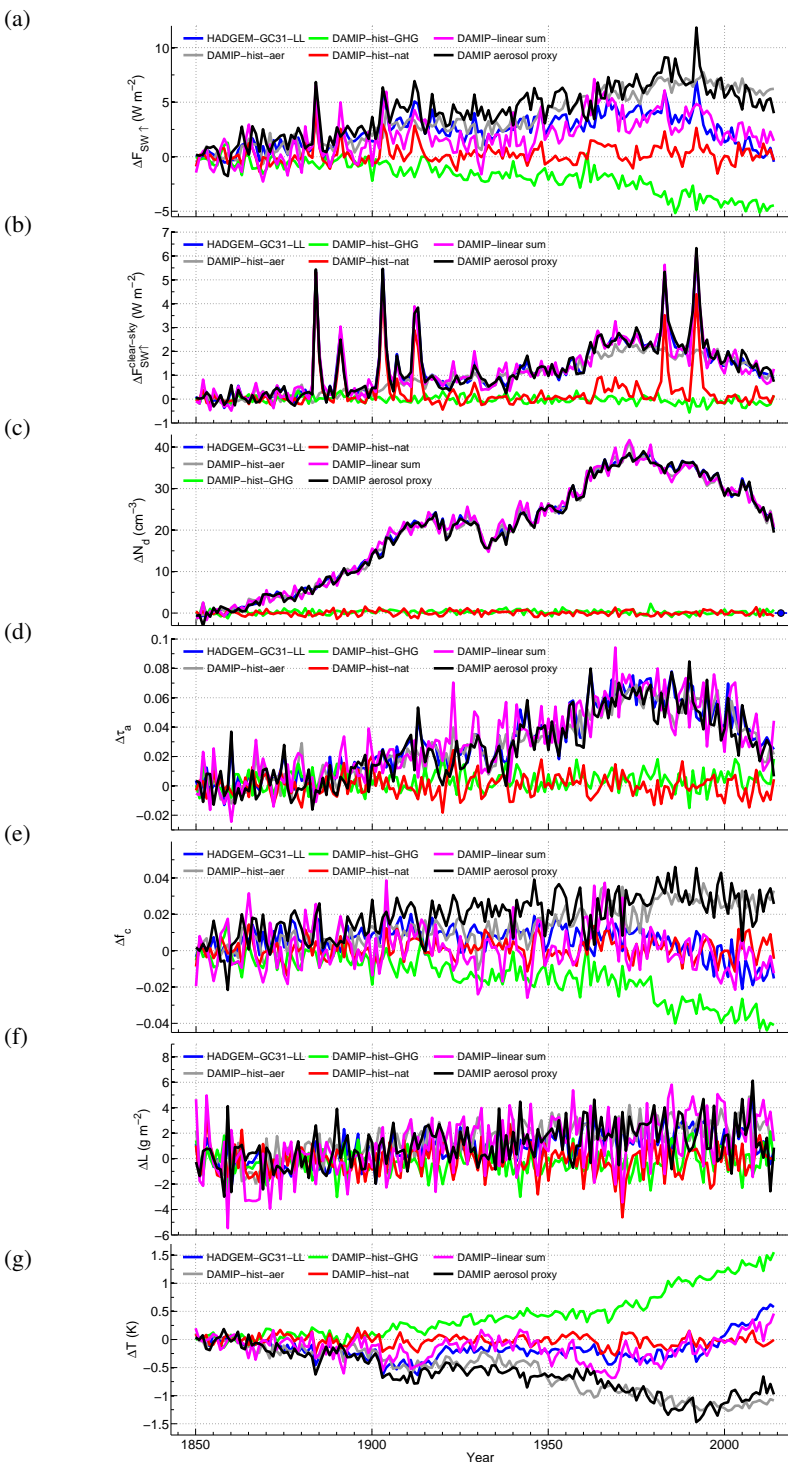 (a)
HADGEM−GC31−LL DAMIP−hist−GHG DAMIP−linear sum
DAMIP−hist−aer DAMIP−hist−nat DAMIP aerosol proxy
10
5
0
−5
ΔF SW↑ (W m−2)
(b)
HADGEM−GC31−LL DAMIP−hist−GHG DAMIP−linear sum
DAMIP−hist−aer DAMIP−hist−nat DAMIP aerosol proxy
7
6
5
4
3
2
1
0
−1
ΔF clear−sky SW↑ (W m−2)
(c)
HADGEM−GC31−LL DAMIP−hist−nat
DAMIP−hist−aer DAMIP−linear sum
DAMIP−hist−GHG DAMIP aerosol proxy
40
30
20
10
0
ΔNd (cm−3)
(d)
HADGEM−GC31−LL DAMIP−hist−GHG DAMIP−linear sum
DAMIP−hist−aer DAMIP−hist−nat DAMIP aerosol proxy
0.1
0.08
0.06
0.04
0.02
0
−0.02
Δτa
(e)
HADGEM−GC31−LL DAMIP−hist−GHG DAMIP−linear sum
DAMIP−hist−aer DAMIP−hist−nat DAMIP aerosol proxy
0.04
0.02
0
−0.02
−0.04
Δfc
(f)
HADGEM−GC31−LL DAMIP−hist−GHG DAMIP−linear sum
DAMIP−hist−aer DAMIP−hist−nat DAMIP aerosol proxy
8
6
4
2
0
−2
−4
−6
ΔL (g m−2)
(g)
HADGEM−GC31−LL DAMIP−hist−GHG DAMIP−linear sum
DAMIP−hist−aer DAMIP−hist−nat DAMIP aerosol proxy
1.5
1
0.5
0
−0.5
−1
−1.5
ΔT (K)
1850 1900 1950 2000
Year